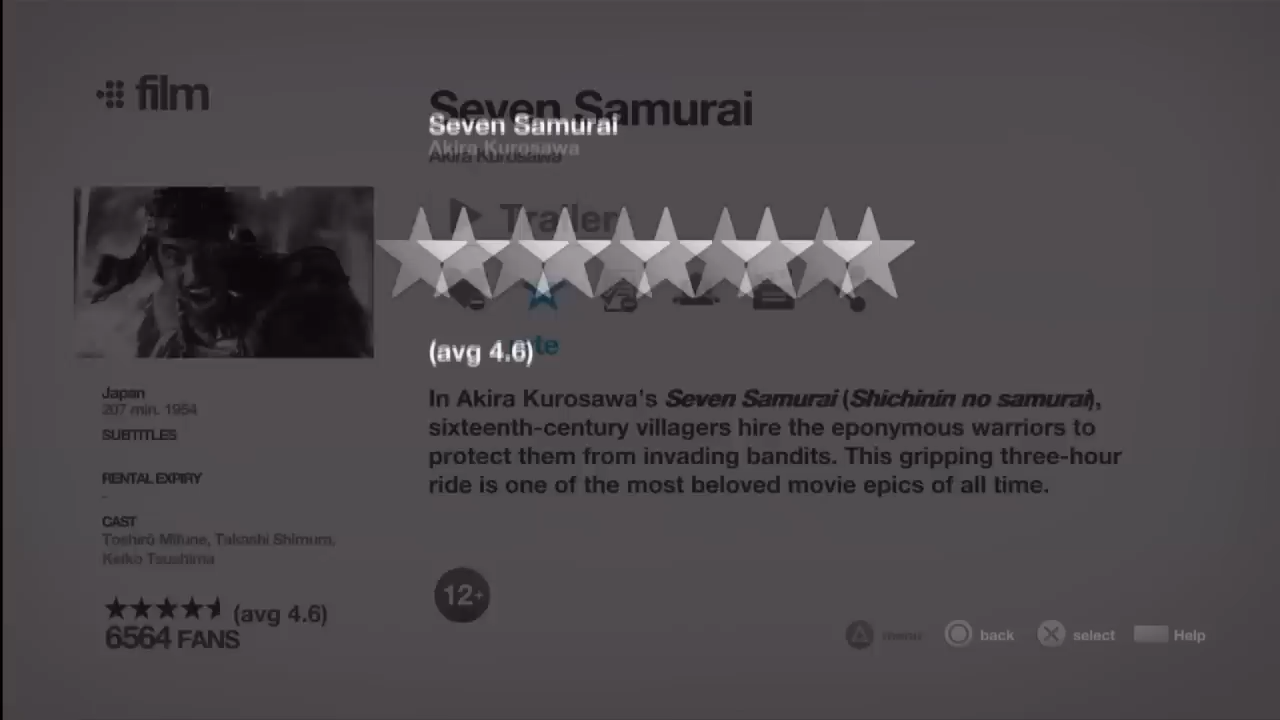 film
Seven Samurai
Seven Samurai
Akira Kurosawa
Akira Kurosawa
Trailer
(avg 4.6)
In Akira Kurosawa's Seven Samurai (Shichinin no samurai),
sixteenth-century villagers hire the eponymous warriors to
protect them from invading bandits. This gripping three-hour
ride is one of the most beloved movie epics of all time.
Japan
207 min. 1954
SUBTITLES
RENTAL EXPIRY
-
CAST
Toshirō Mifune, Takashi Shimura,
Keiko Tsushima
(avg 4.6)
6564 FANS
12+
menu back select Help